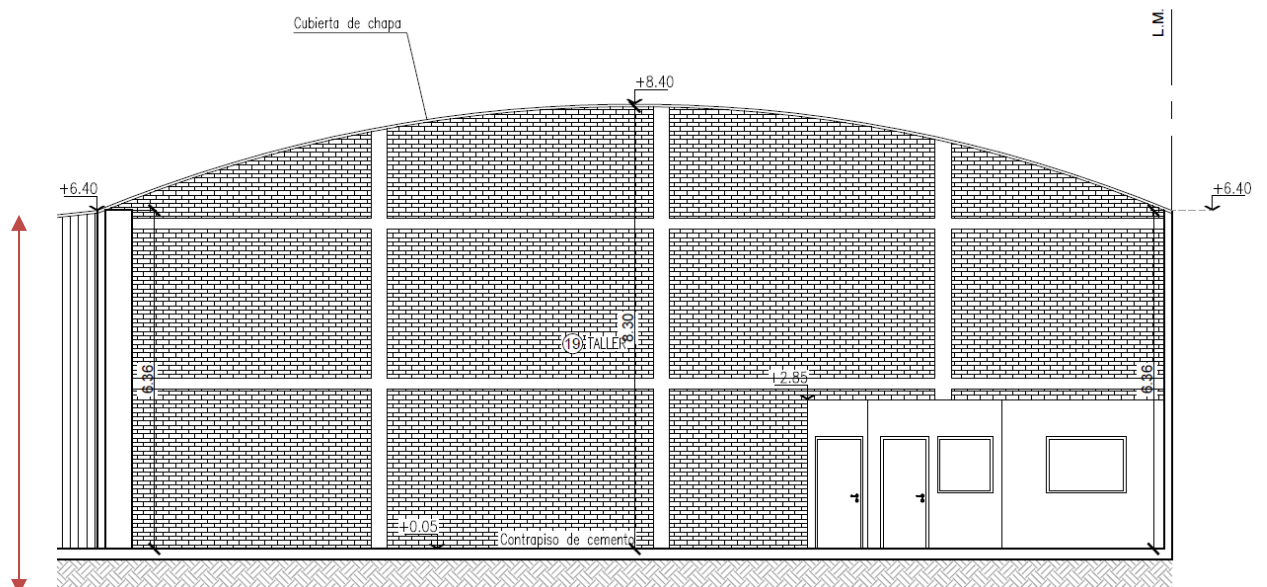 Cubierta de chapa
L.M.
+8.40
+6.40
+6.40
8.30
19 TALLER
6.36
+2.85
6.36
+0.05
Contrapiso de cemento